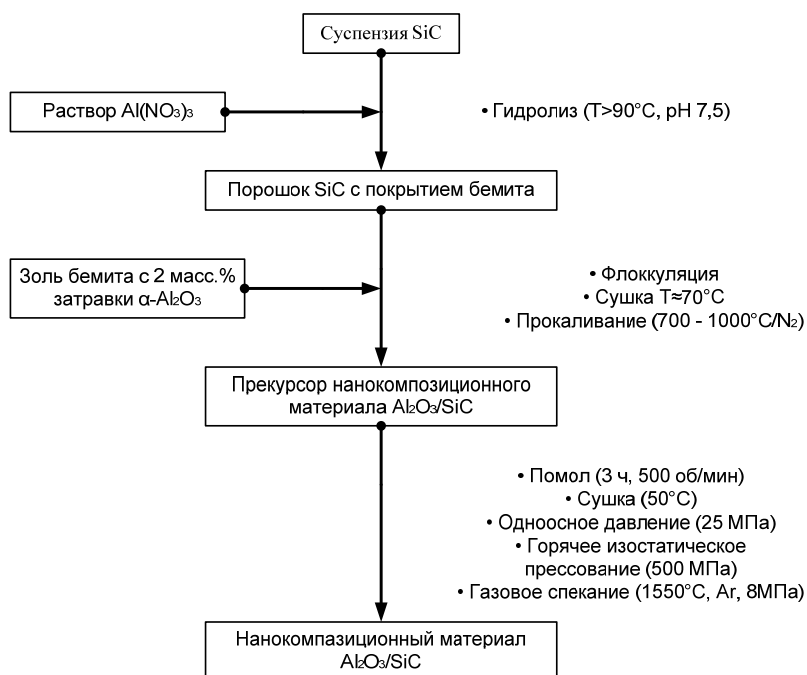 Суспензия SiC
Раствор Al(NO₃)₃
• Гидролиз (T>90°C, pH 7,5)
Порошок SiC с покрытием бемита
Золь бемита с 2 масс.%
затравки α-Al₂O₃
• Флоккуляция
• Сушка T≈70°C
• Прокаливание (700 - 1000°C/N₂)
Прекурсор нанокомпозиционного
материала Al₂O₃/SiC
• Помол (3 ч, 500 об/мин)
• Сушка (50°C)
• Одноосное давление (25 МПа)
• Горячее изостатическое
прессование (500 МПа)
• Газовое спекание (1550°C, Ar, 8МПа)
Нанокомпазиционный материал
Al₂O₃/SiC